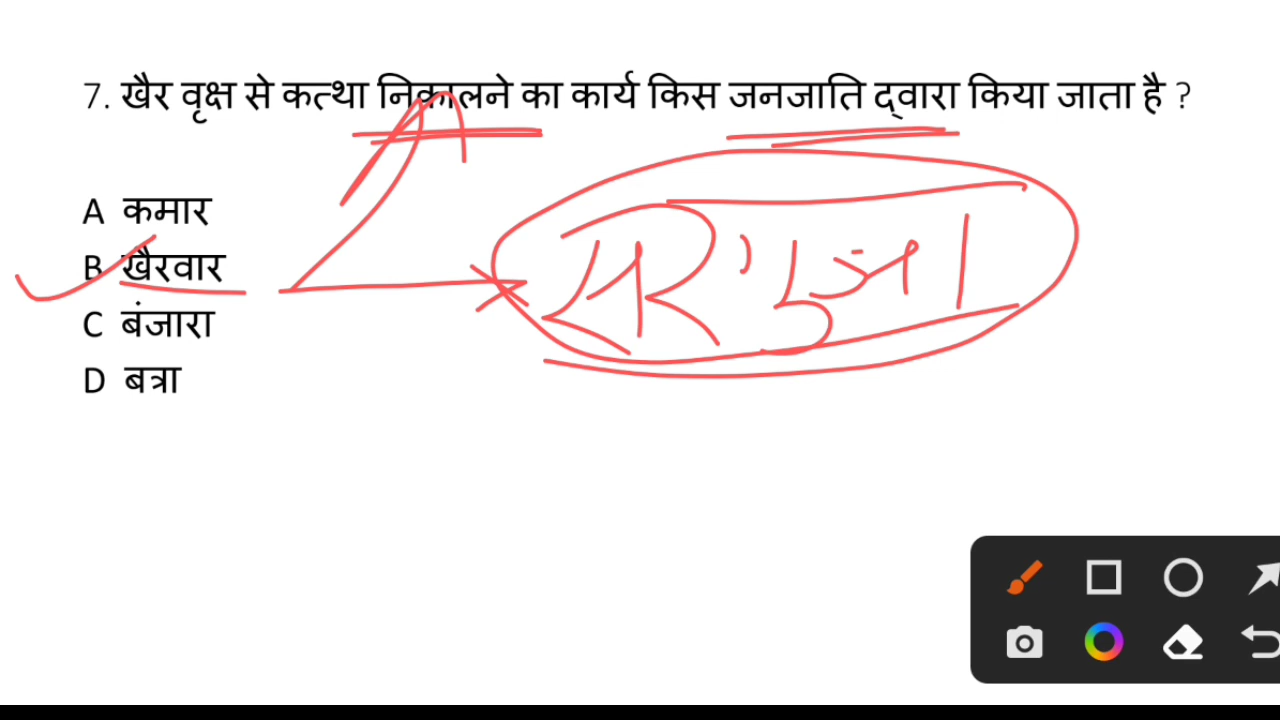 7. खैर वृक्ष से कत्था निकालने का कार्य किस जनजाति द्वारा किया जाता है ?
A कमार
B खैरवार
C बंजारा
D बत्रा